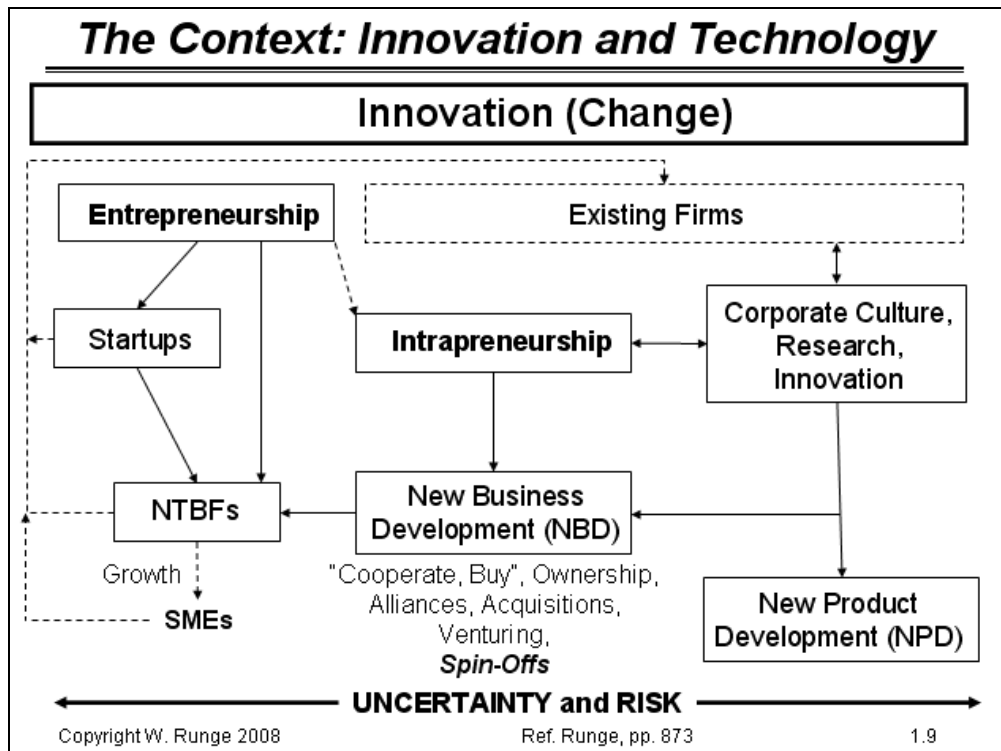 The Context: Innovation and Technology
Innovation (Change)
Entrepreneurship
Existing Firms
Startups
Intrapreneurship
Corporate Culture,
Research,
Innovation
NTBFs
New Business
Development (NBD)
Growth
SMEs
"Cooperate, Buy", Ownership,
Alliances, Acquisitions,
Venturing,
Spin-Offs
New Product
Development (NPD)
UNCERTAINTY and RISK
Copyright W. Runge 2008
Ref. Runge, pp. 873
1.9